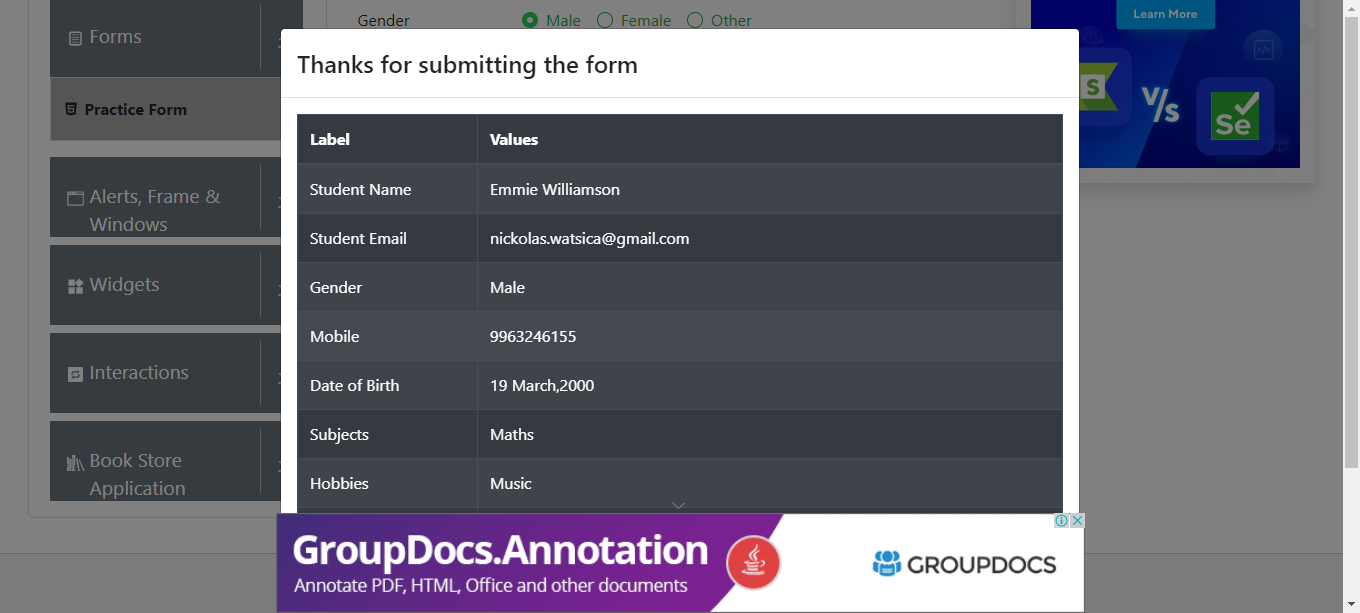 Gender Male Female Other
Learn More
Forms
Thanks for submitting the form
Practice Form
S
V/s
Se
Label Values
Student Name Emmie Williamson
Student Email nickolas.watsica@gmail.com
Gender Male
Mobile 9963246155
Date of Birth 19 March,2000
Subjects Maths
Hobbies Music
Alerts, Frame &
Windows
Widgets
Interactions
Book Store
Application
GroupDocs.Annotation
Annotate PDF, HTML, Office and other documents
GROUPDOCS